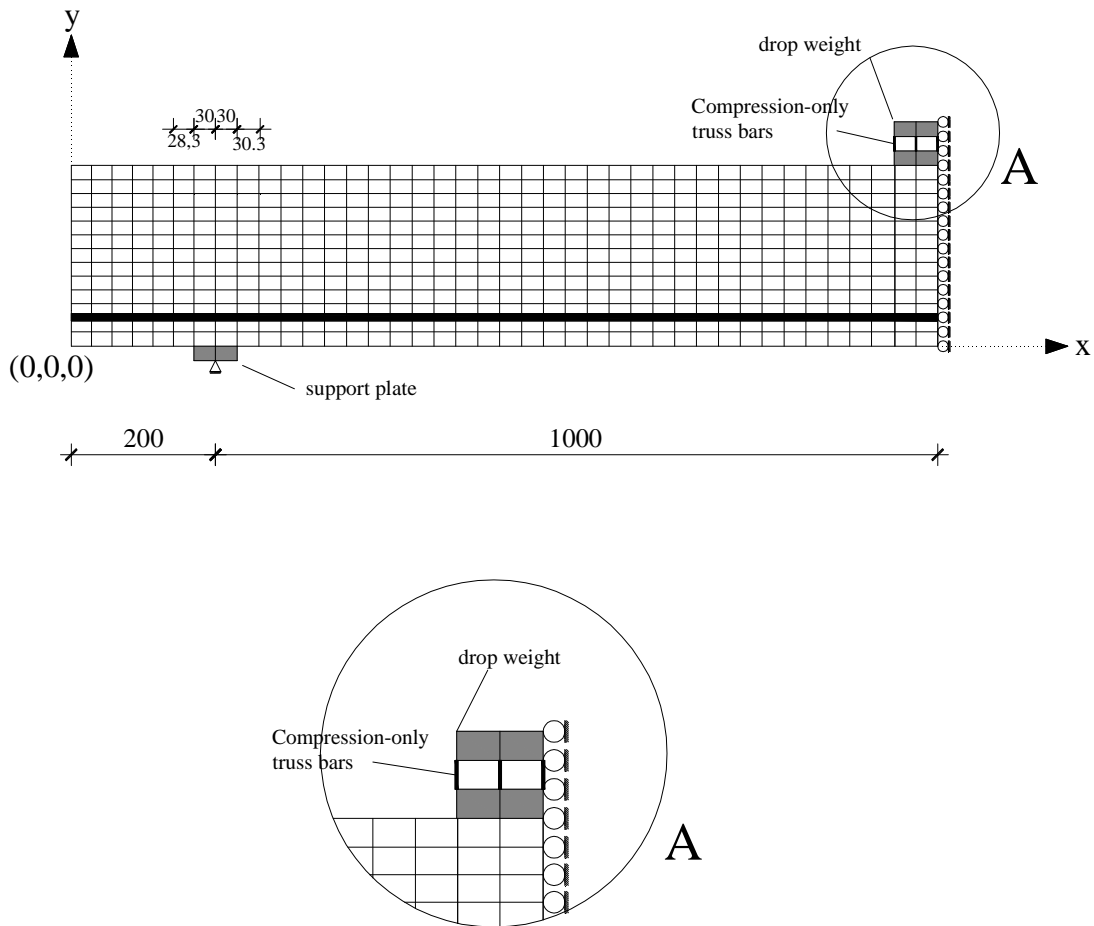 y
drop weight
Compression-only
truss bars
30 30
28,3
30.3
A
x
(0,0,0)
support plate
200
1000
drop weight
Compression-only
truss bars
A